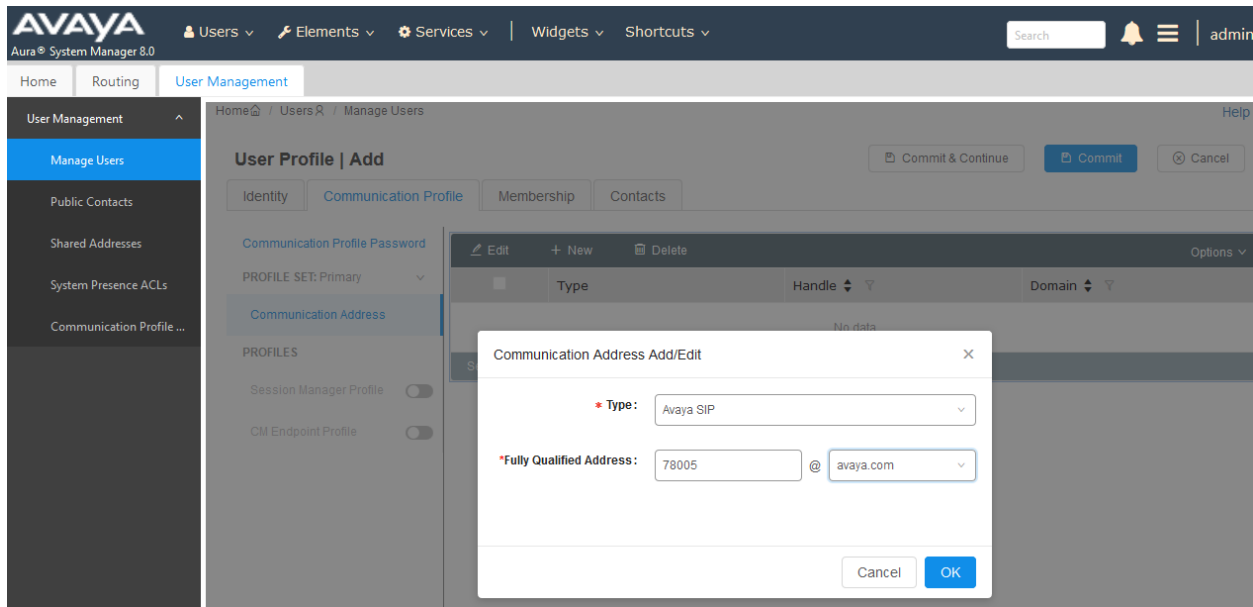 AVAYA
Aura® System Manager 8.0
Users Elements Services | Widgets Shortcuts Search admin
Home Routing User Management
User Management
Manage Users
Public Contacts
Shared Addresses
System Presence ACLs
Communication Profile ...
Home / Users / Manage Users Help
User Profile | Add Commit & Continue Commit Cancel
Identity Communication Profile Membership Contacts
Communication Profile Password
PROFILE SET: Primary
Communication Address
PROFILES
Session Manager Profile
CM Endpoint Profile
Edit + New Delete Options
Type Handle Domain
No data
Communication Address Add/Edit
* Type: Avaya SIP
*Fully Qualified Address: 78005 @ avaya.com
Cancel OK